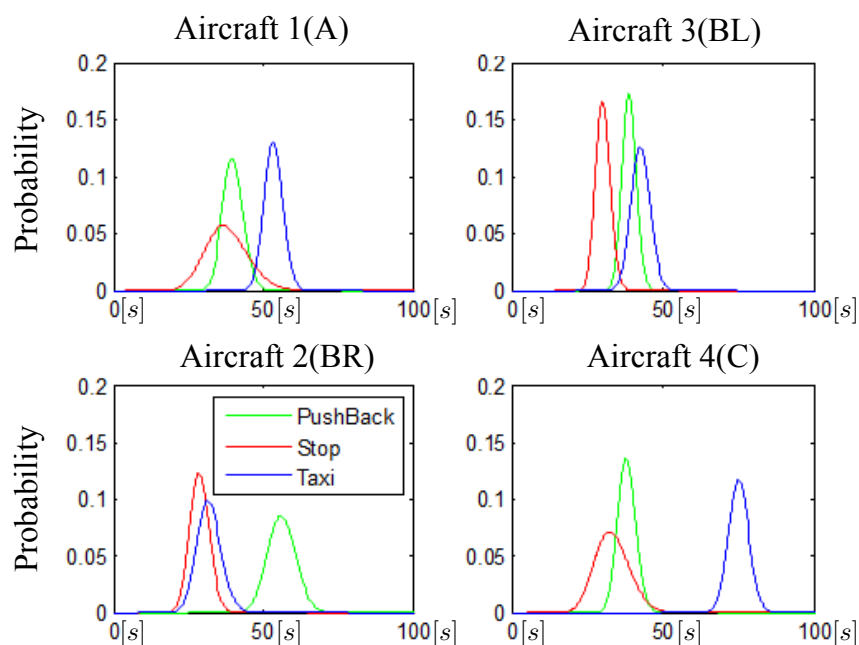 Aircraft 1(A)
Probability
0.2
0.15
0.1
0.05
0
0[s] 50[s] 100[s]
Aircraft 3(BL)
0.2
0.15
0.1
0.05
0
0[s] 50[s] 100[s]
Aircraft 2(BR)
Probability
0.2
0.15
0.1
0.05
0
PushBack
Stop
Taxi
0[s] 50[s] 100[s]
Aircraft 4(C)
0.2
0.15
0.1
0.05
0
0[s] 50[s] 100[s]